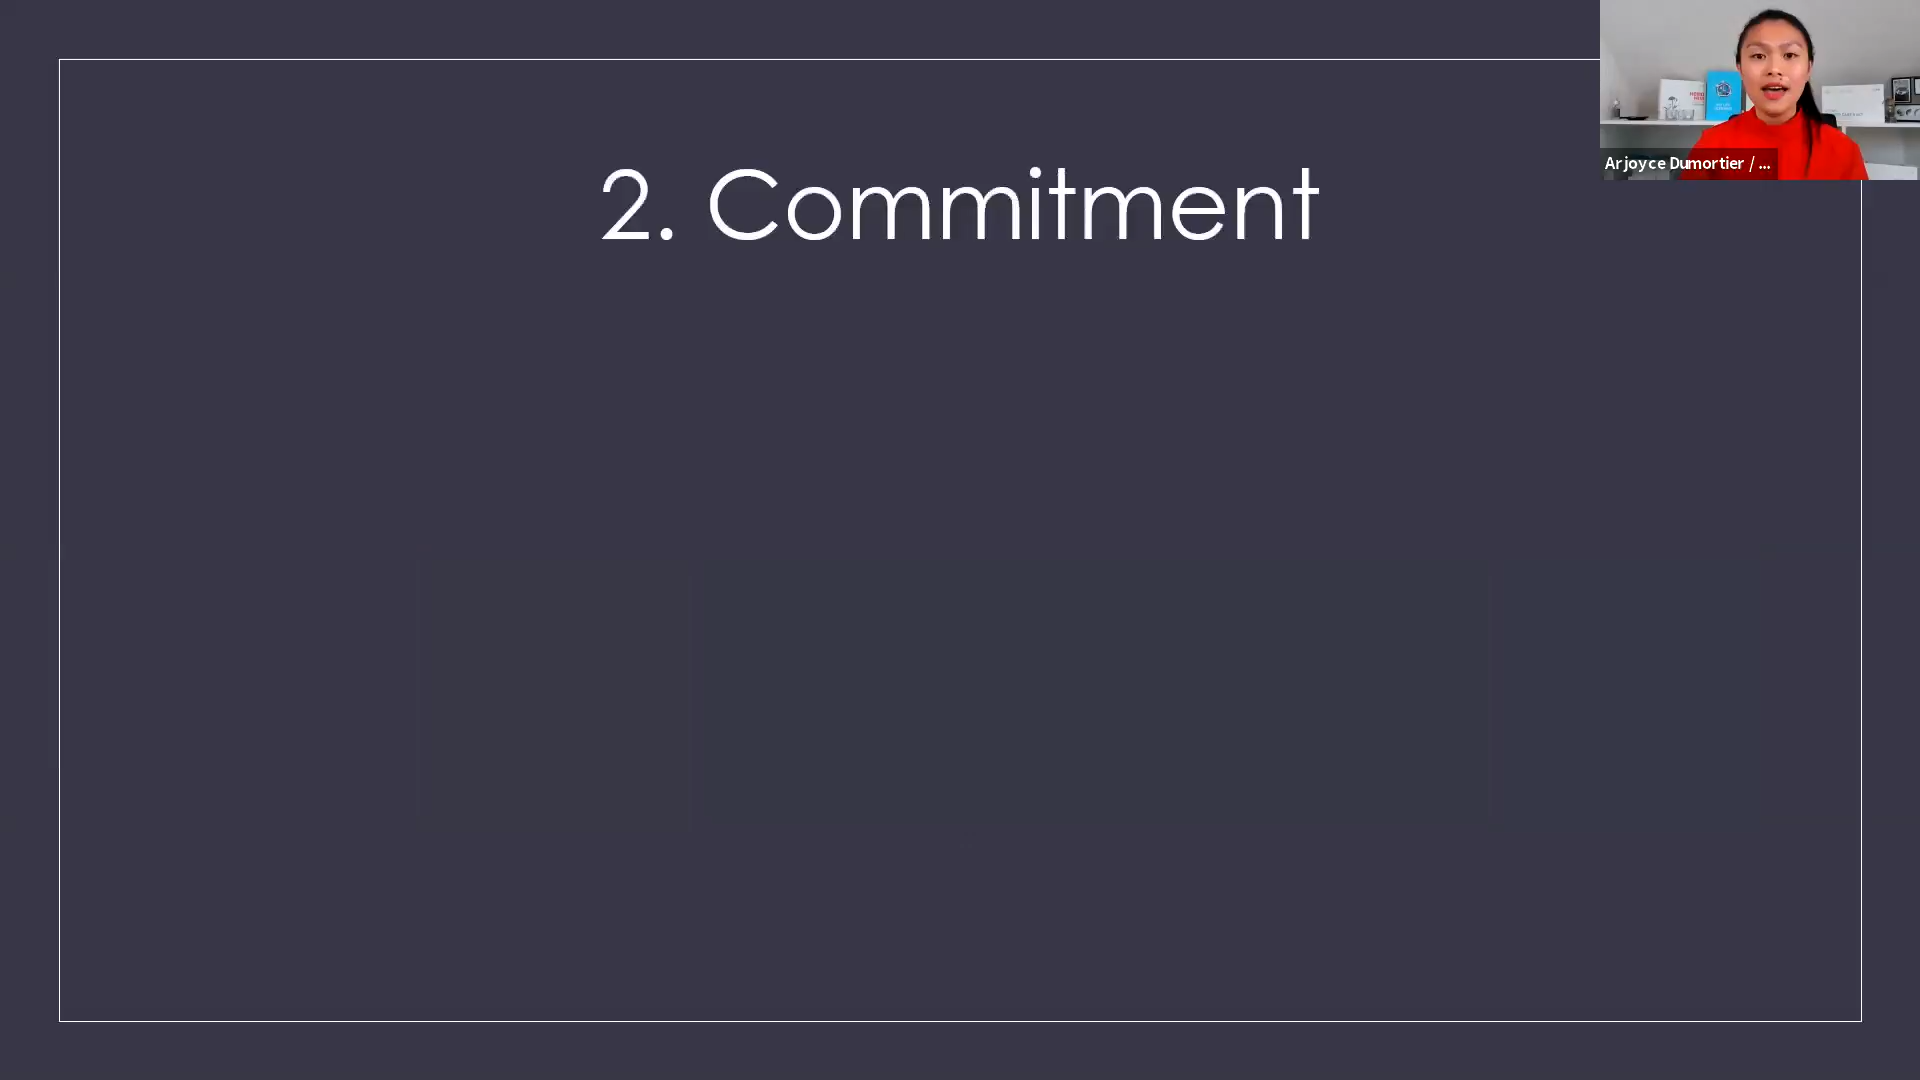 2. Commitment
Arjoyce Dumortier / ...